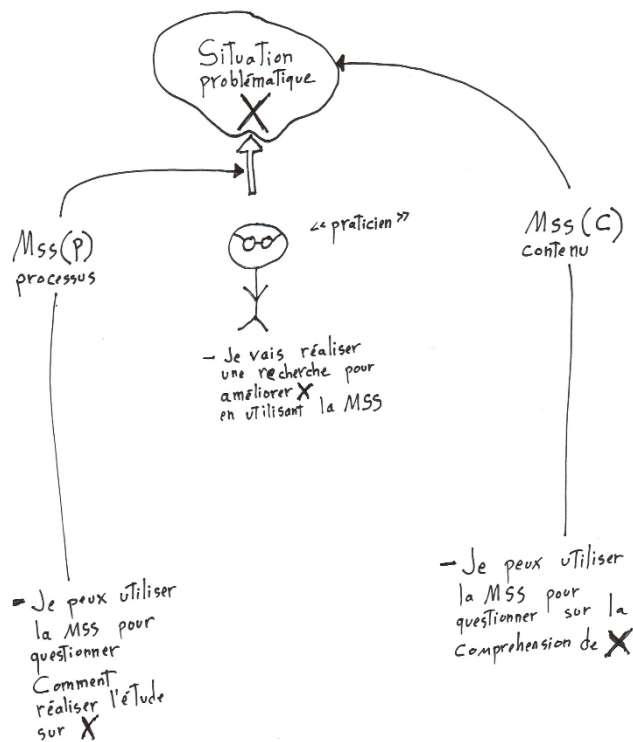 Situation
problématique
X
MSS(P)
processus
<< praticien >>
MSS(C)
contenu
- Je vais réaliser
une recherche pour
améliorer X
en utilisant la MSS
- Je peux utiliser
la MSS pour
questionner
Comment
réaliser l'étude
sur X
- Je peux utiliser
la MSS pour
questionner sur la
Comprehension de X